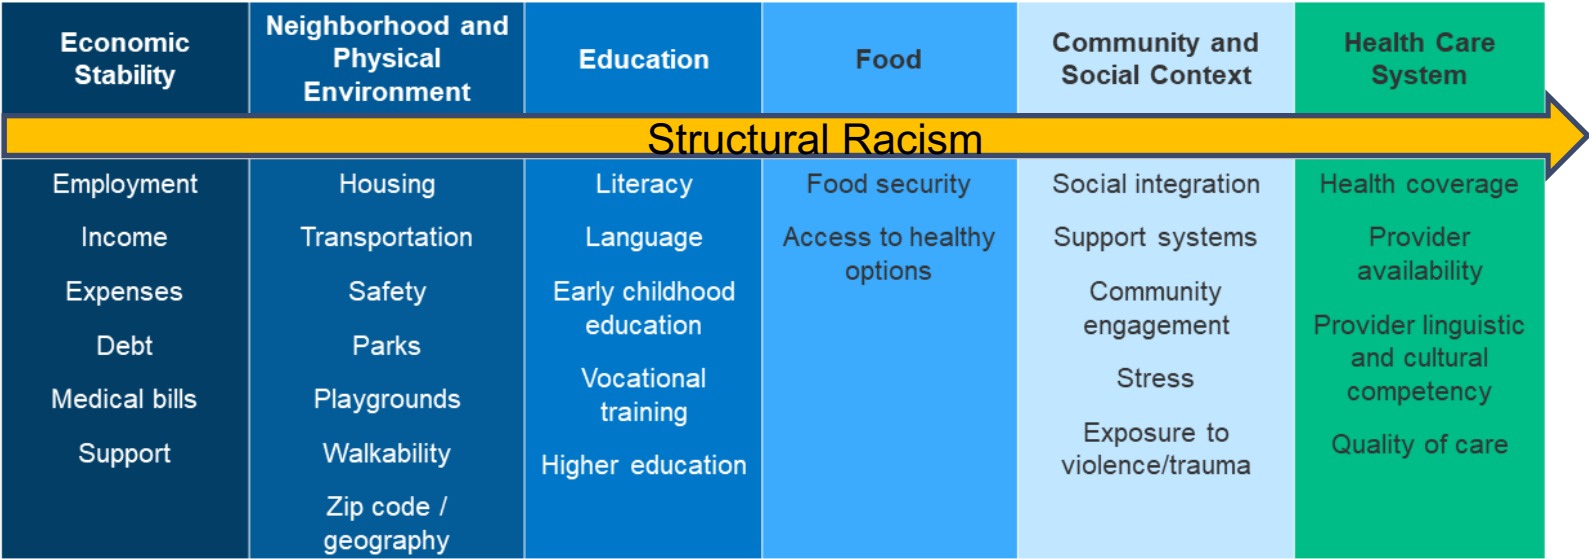 Economic
Stability
Neighborhood and
Physical
Environment
Education
Food
Community and
Social Context
Health Care
System
Structural Racism
Employment
Income
Expenses
Debt
Medical bills
Support
Housing
Transportation
Safety
Parks
Playgrounds
Walkability
Zip code /
geography
Literacy
Language
Early childhood
education
Vocational
training
Higher education
Food security
Access to healthy
options
Social integration
Support systems
Community
engagement
Stress
Exposure to
violence/trauma
Health coverage
Provider
availability
Provider linguistic
and cultural
competency
Quality of care